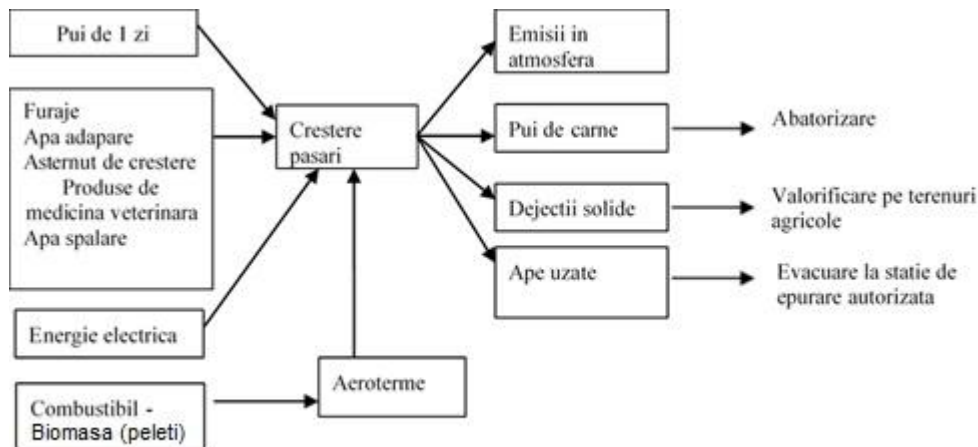 Pui de 1 zi
Furaje
Apa adapare
Asternut de crestere
Produse de
medicina veterinara
Apa spalare
Energie electrica
Combustibil -
Biomasa (peleti)
Aeroterme
Crestere
pasari
Emisii in
atmosfera
Pui de carne
Abatorizare
Dejectii solide
Valorificare pe terenuri
agricole
Ape uzate
Evacuare la statie de
epurare autorizata